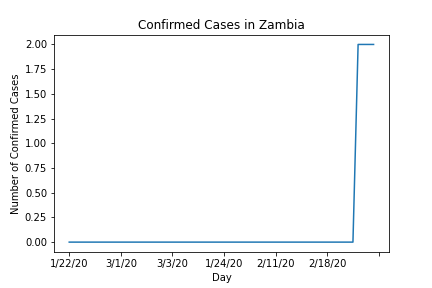 Confirmed Cases in Zambia
Number of Confirmed Cases
2.00
1.75
1.50
1.25
1.00
0.75
0.50
0.25
0.00
1/22/20 3/1/20 3/3/20 1/24/20 2/11/20 2/18/20
Day